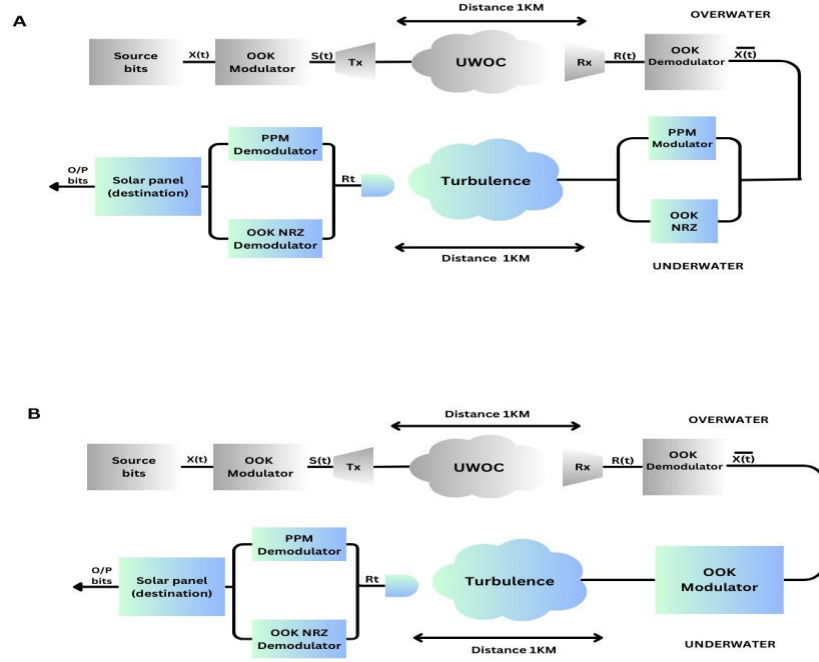 A
Distance 1KM
OVERWATER
Source
bits
X(t)
OOK
Modulator
S(t)
Tx
UWOC
Rx
R(t)
OOK
Demodulator
X(t)
O/P
bits
Solar panel
(destination)
PPM
Demodulator
OOK NRZ
Demodulator
Rt
Turbulence
PPM
Modulator
OOK
NRZ
Distance 1KM
UNDERWATER
B
Distance 1KM
OVERWATER
Source
bits
X(t)
OOK
Modulator
S(t)
Tx
UWOC
Rx
R(t)
OOK
Demodulator
X(t)
O/P
bits
Solar panel
(destination)
PPM
Demodulator
OOK NRZ
Demodulator
Rt
Turbulence
OOK
Modulator
Distance 1KM
UNDERWATER